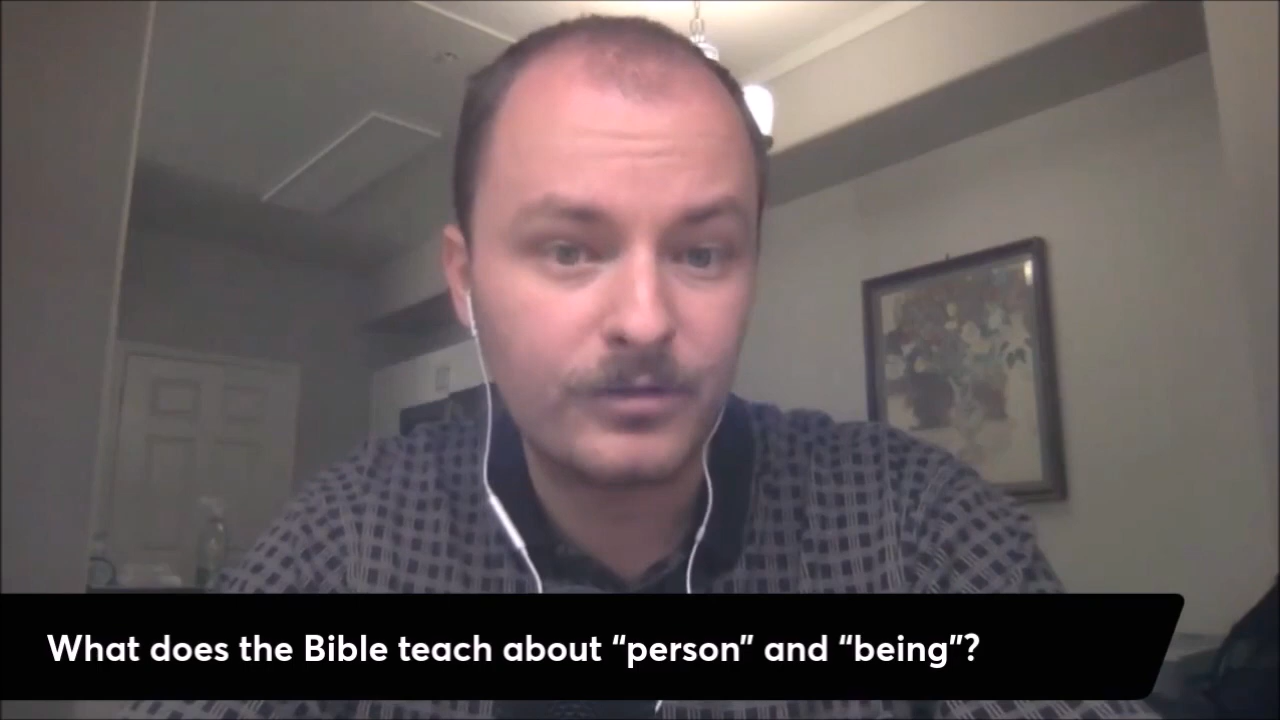 What does the Bible teach about “person” and “being”?